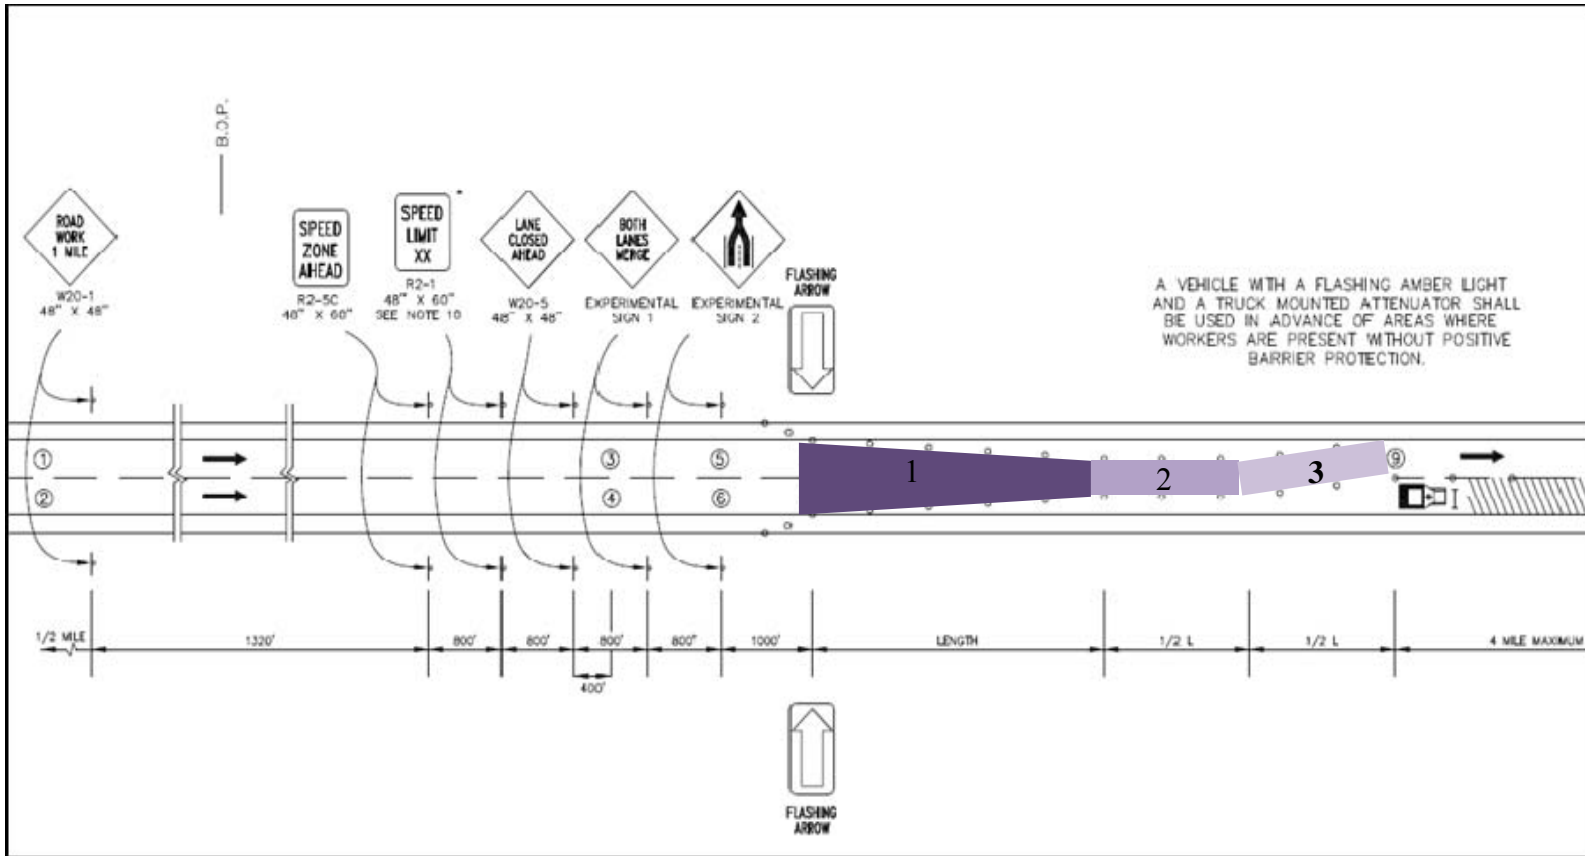 B.O.P.
ROAD
WORK
1 MILE
W20-1
48" X 48"
SPEED
ZONE
AHEAD
R2-5C
48" X 60"
SPEED
LIMIT
XX
R2-1
48" X 60"
SEE NOTE 10
LANE
CLOSED
AHEAD
W20-5
48" X 48"
BOTH
LANES
MERGE
EXPERIMENTAL
SIGN 1
EXPERIMENTAL
SIGN 2
FLASHING
ARROW
A VEHICLE WITH A FLASHING AMBER LIGHT
AND A TRUCK MOUNTED ATTENUATOR SHALL
BE USED IN ADVANCE OF AREAS WHERE
WORKERS ARE PRESENT WITHOUT POSITIVE
BARRIER PROTECTION.
1 3 5 1 2 3 9
2 4 6
1/2 MILE 1320' 800' 800' 800' 800" 1000' LENGTH 1/2 L 1/2 L 4 MILE MAXIMUM
400'
FLASHING
ARROW